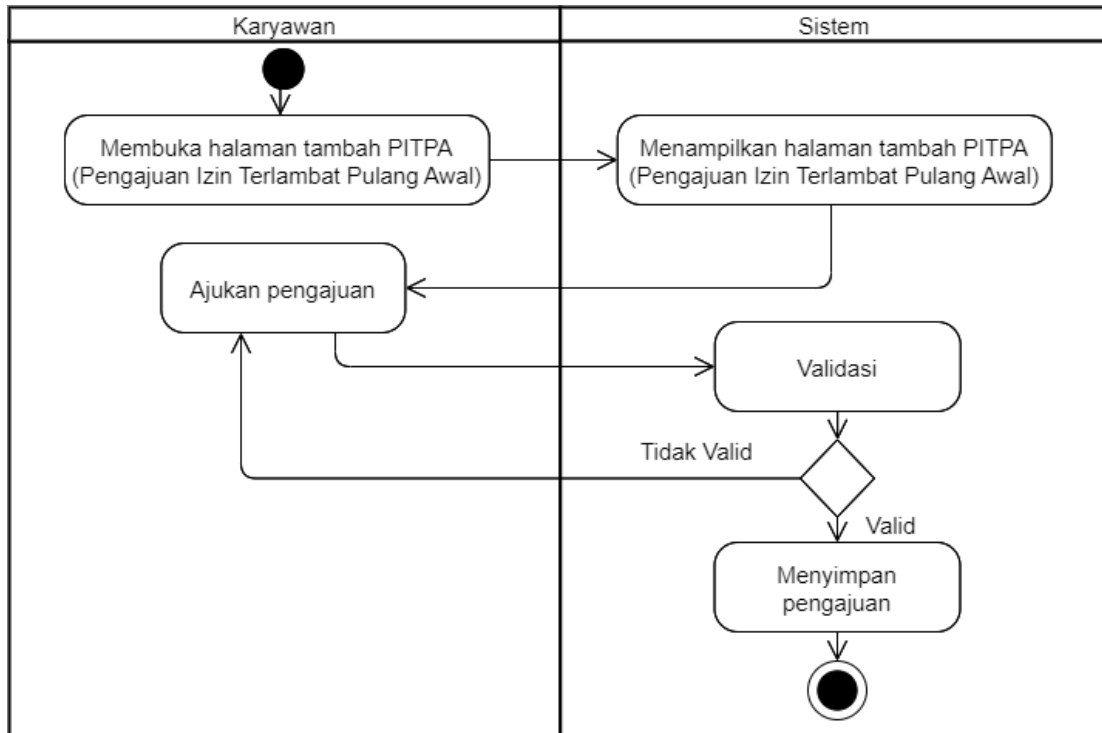 Karyawan
Sistem
Membuka halaman tambah PITPA
(Pengajuan Izin Terlambat Pulang Awal)
Menampilkan halaman tambah PITPA
(Pengajuan Izin Terlambat Pulang Awal)
Ajukan pengajuan
Validasi
Tidak Valid
Valid
Menyimpan
pengajuan